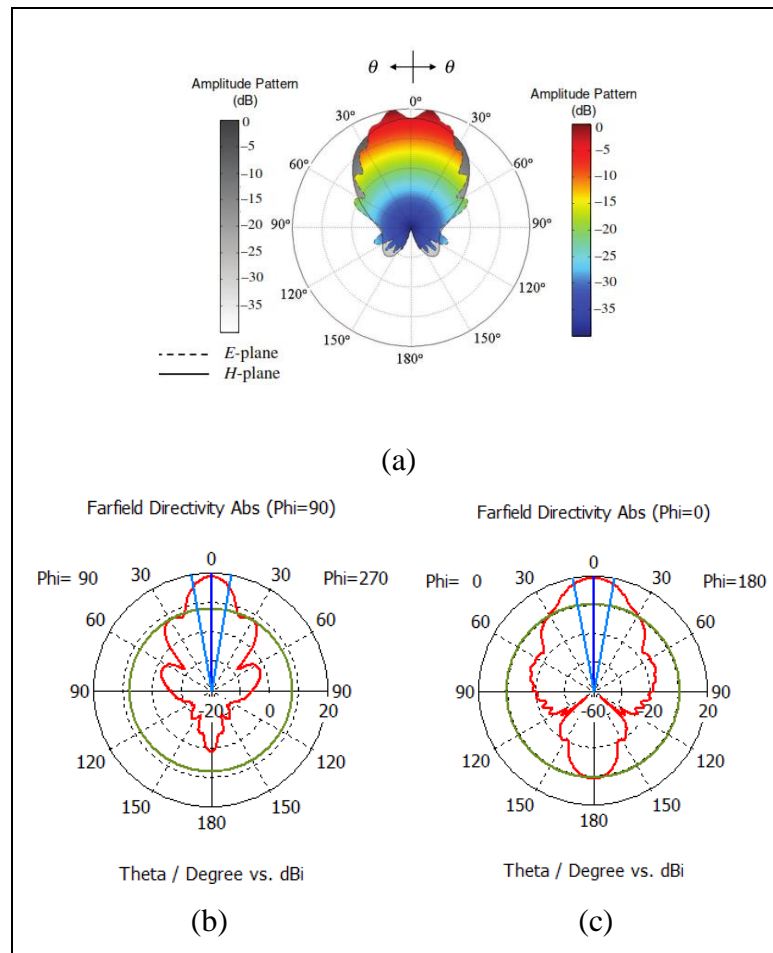 θ θ
Amplitude Pattern
(dB)
0
−5
−10
−15
−20
−25
−30
−35
0°
30° 30°
60° 60°
90° 90°
120° 120°
150° 150°
180°
Amplitude Pattern
(dB)
0
−5
−10
−15
−20
−25
−30
−35
E-plane
H-plane
(a)
Farfield Directivity Abs (Phi=90)
0
Phi= 90 30 30 Phi=270
60 60
90 -20 0 20 90
120 120
150 150
180
Theta / Degree vs. dBi
(b)
Farfield Directivity Abs (Phi=0)
0
Phi= 0 30 30 Phi=180
60 60
90 -60 -20 20 90
120 120
150 150
180
Theta / Degree vs. dBi
(c)